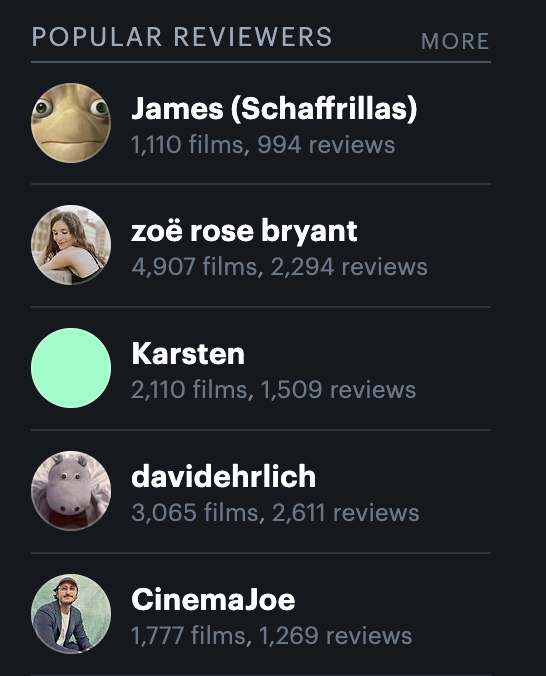 POPULAR REVIEWERS MORE
James (Schaffrillas)
1,110 films, 994 reviews
zoë rose bryant
4,907 films, 2,294 reviews
Karsten
2,110 films, 1,509 reviews
davidehrlich
3,065 films, 2,611 reviews
CinemaJoe
1,777 films, 1,269 reviews